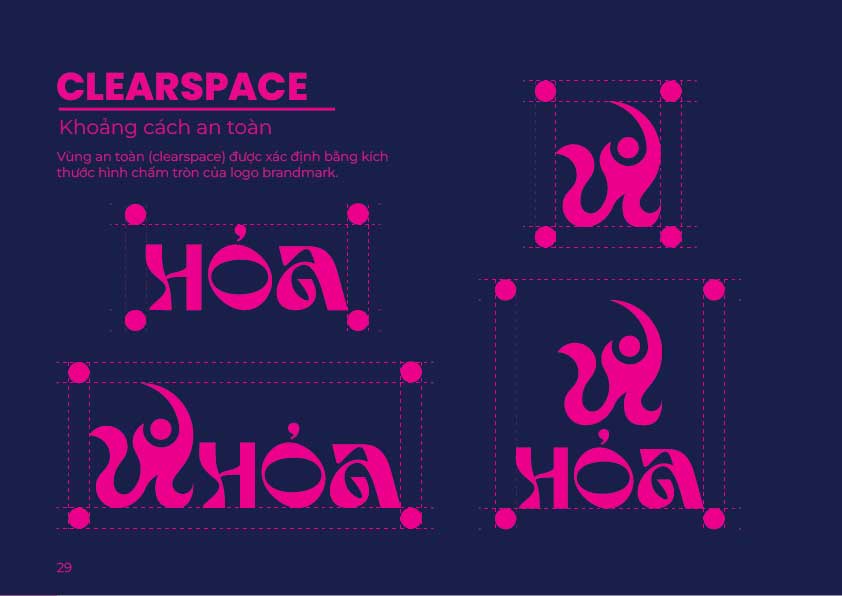 CLEARSPACE
Khoảng cách an toàn
Vùng an toàn (clearspace) được xác định bằng kích
thước hình chấm tròn của logo brandmark.
HỎA
HỎA
HỎA
29